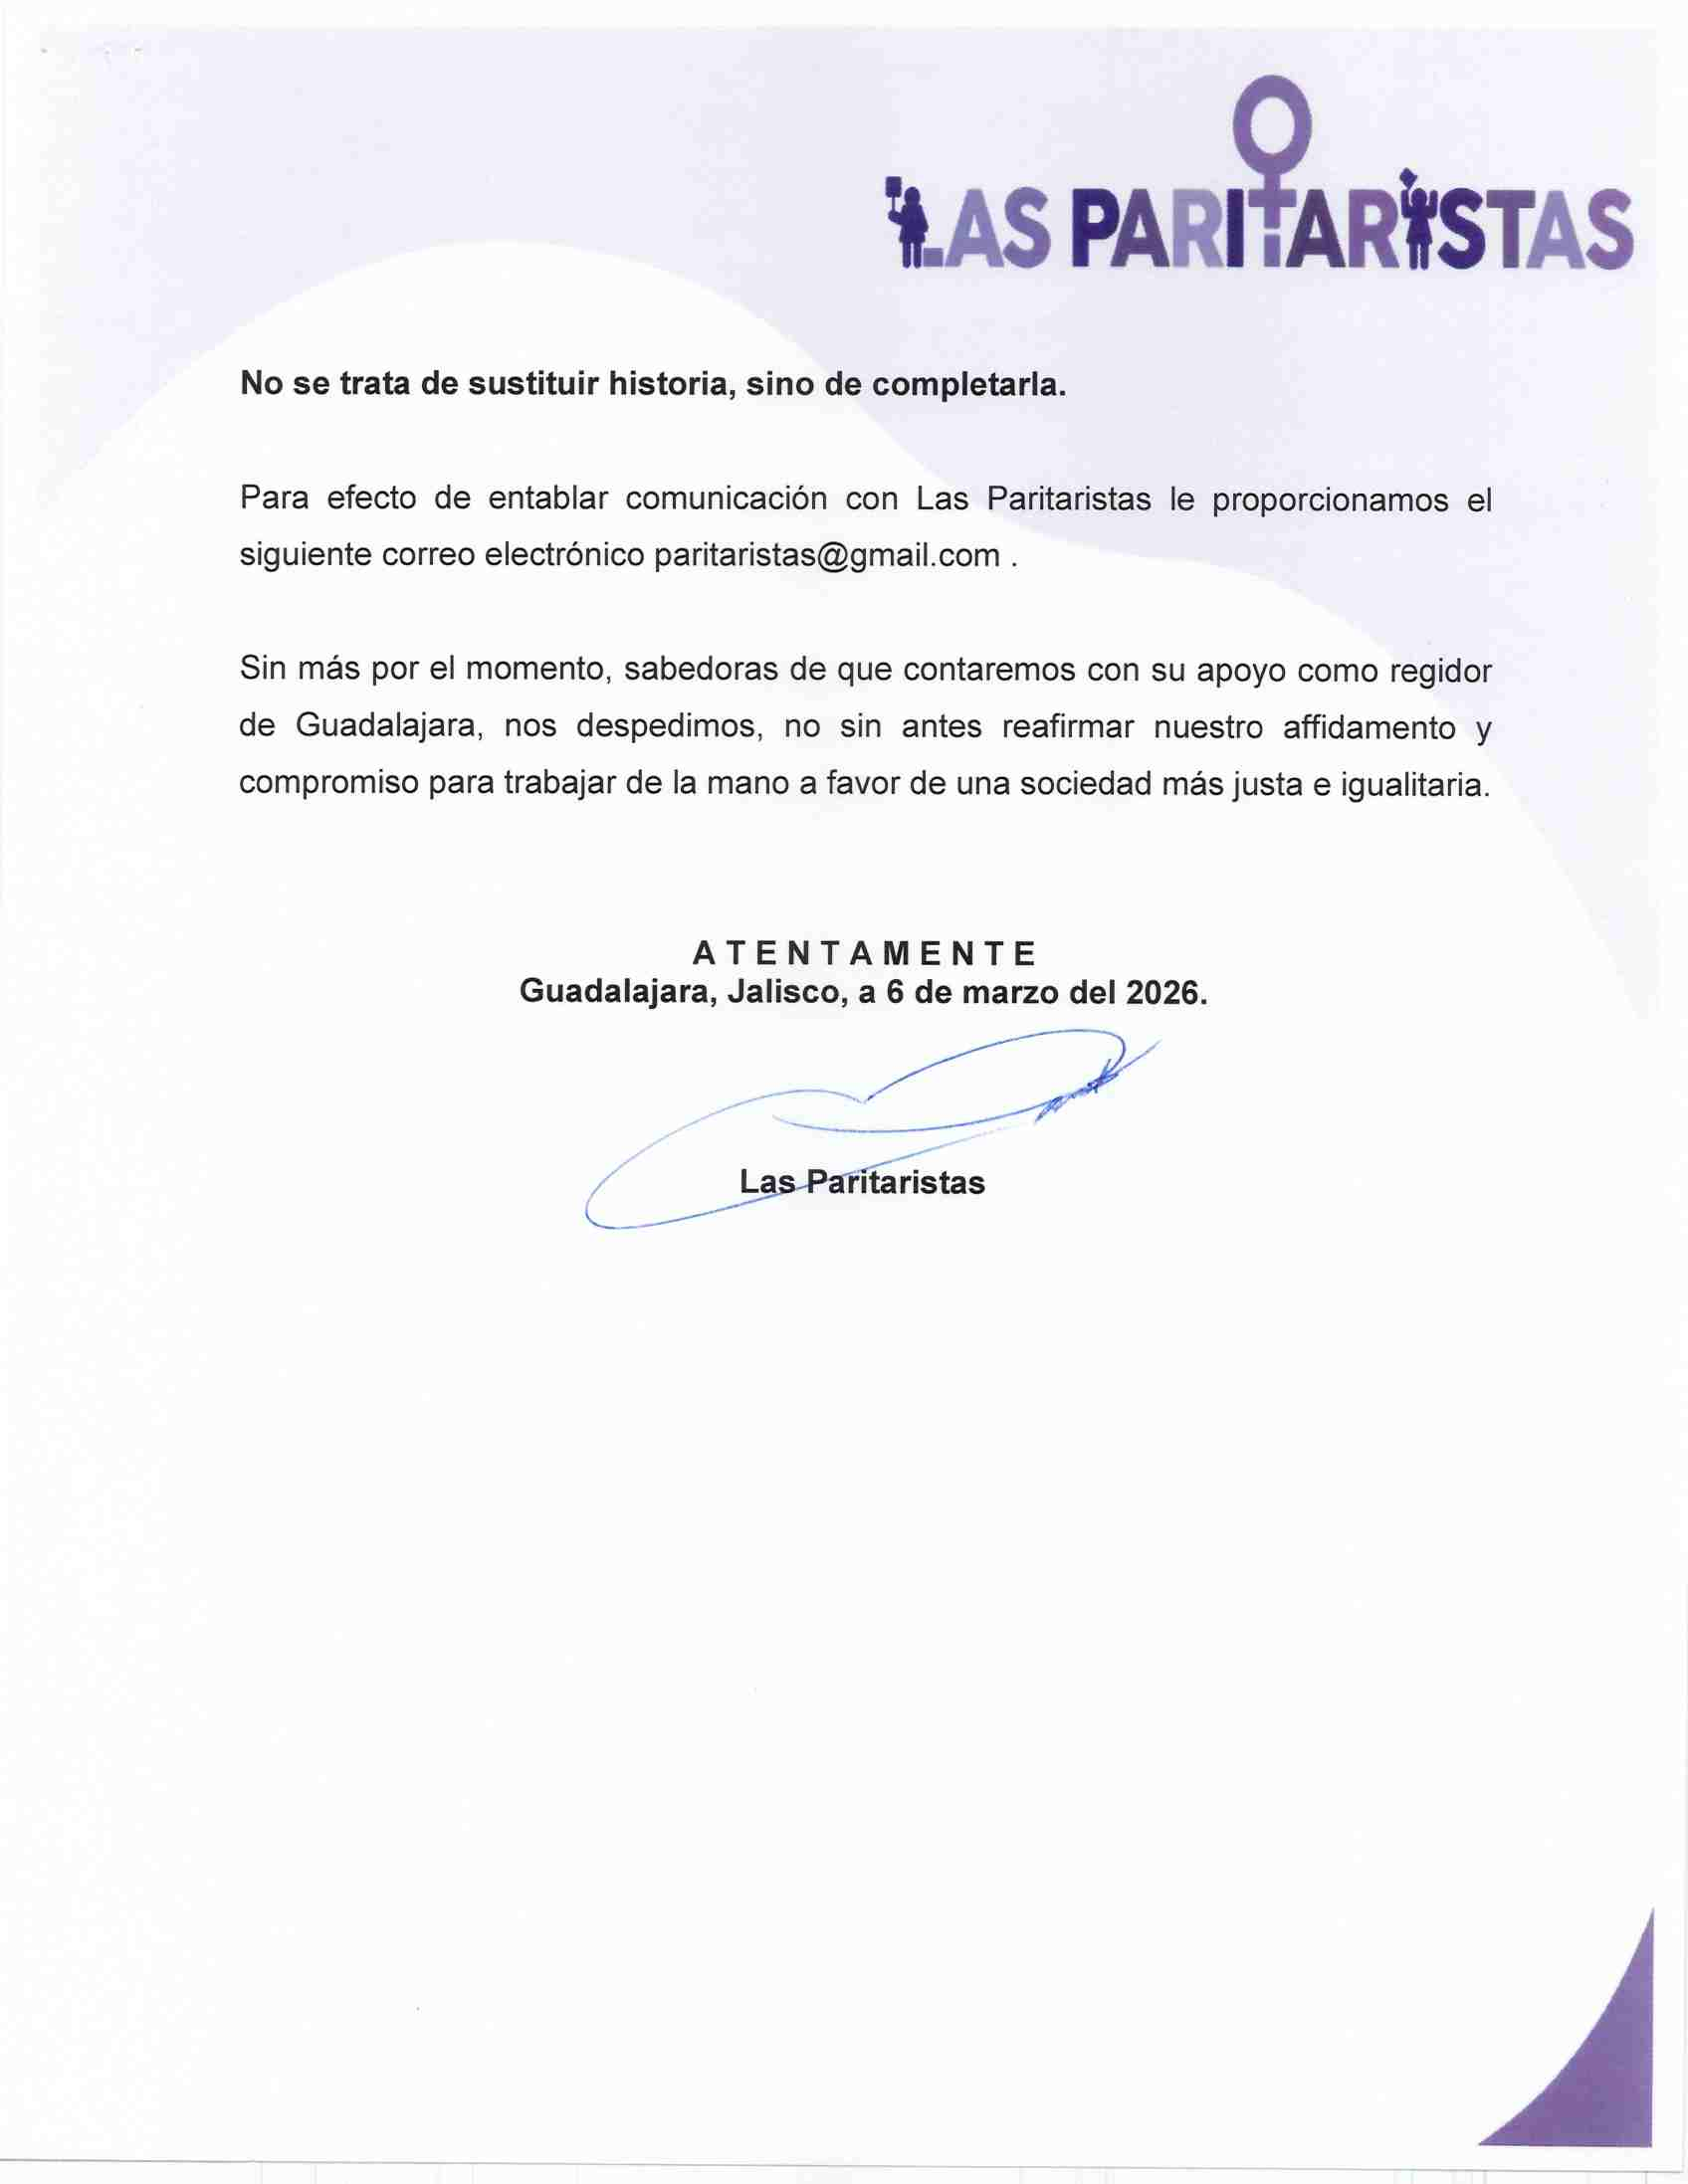 LAS PARITARISTAS
No se trata de sustituir historia, sino de completarla.
Para efecto de entablar comunicación con Las Paritaristas le proporcionamos el
siguiente correo electrónico paritaristas@gmail.com .
Sin más por el momento, sabedoras de que contaremos con su apoyo como regidor
de Guadalajara, nos despedimos, no sin antes reafirmar nuestro affidamento y
compromiso para trabajar de la mano a favor de una sociedad más justa e igualitaria.
A T E N T A M E N T E
Guadalajara, Jalisco, a 6 de marzo del 2026.
Las Paritaristas